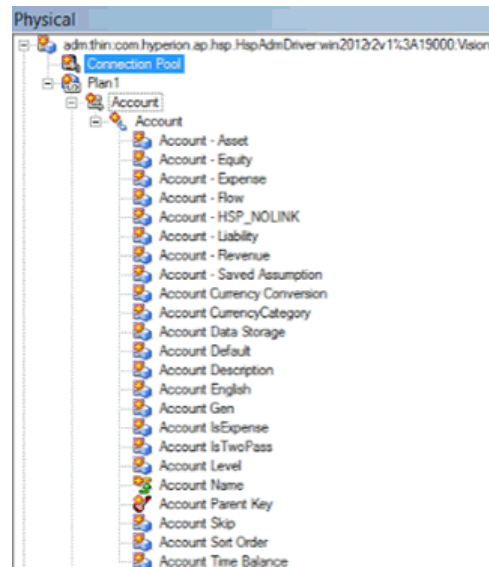 Physical
adm:thin:com.hyperion.ap.hsp.HspAdmDriver:win2012r2v1%3A19000:Vision
Connection Pool
Plan1
Account
Account
Account - Asset
Account - Equity
Account - Expense
Account - Flow
Account - HSP_NOLINK
Account - Liability
Account - Revenue
Account - Saved Assumption
Account Currency Conversion
Account CurrencyCategory
Account Data Storage
Account Default
Account Description
Account English
Account Gen
Account IsExpense
Account IsTwoPass
Account Level
Account Name
Account Parent Key
Account Skip
Account Sort Order
Account Time Balance